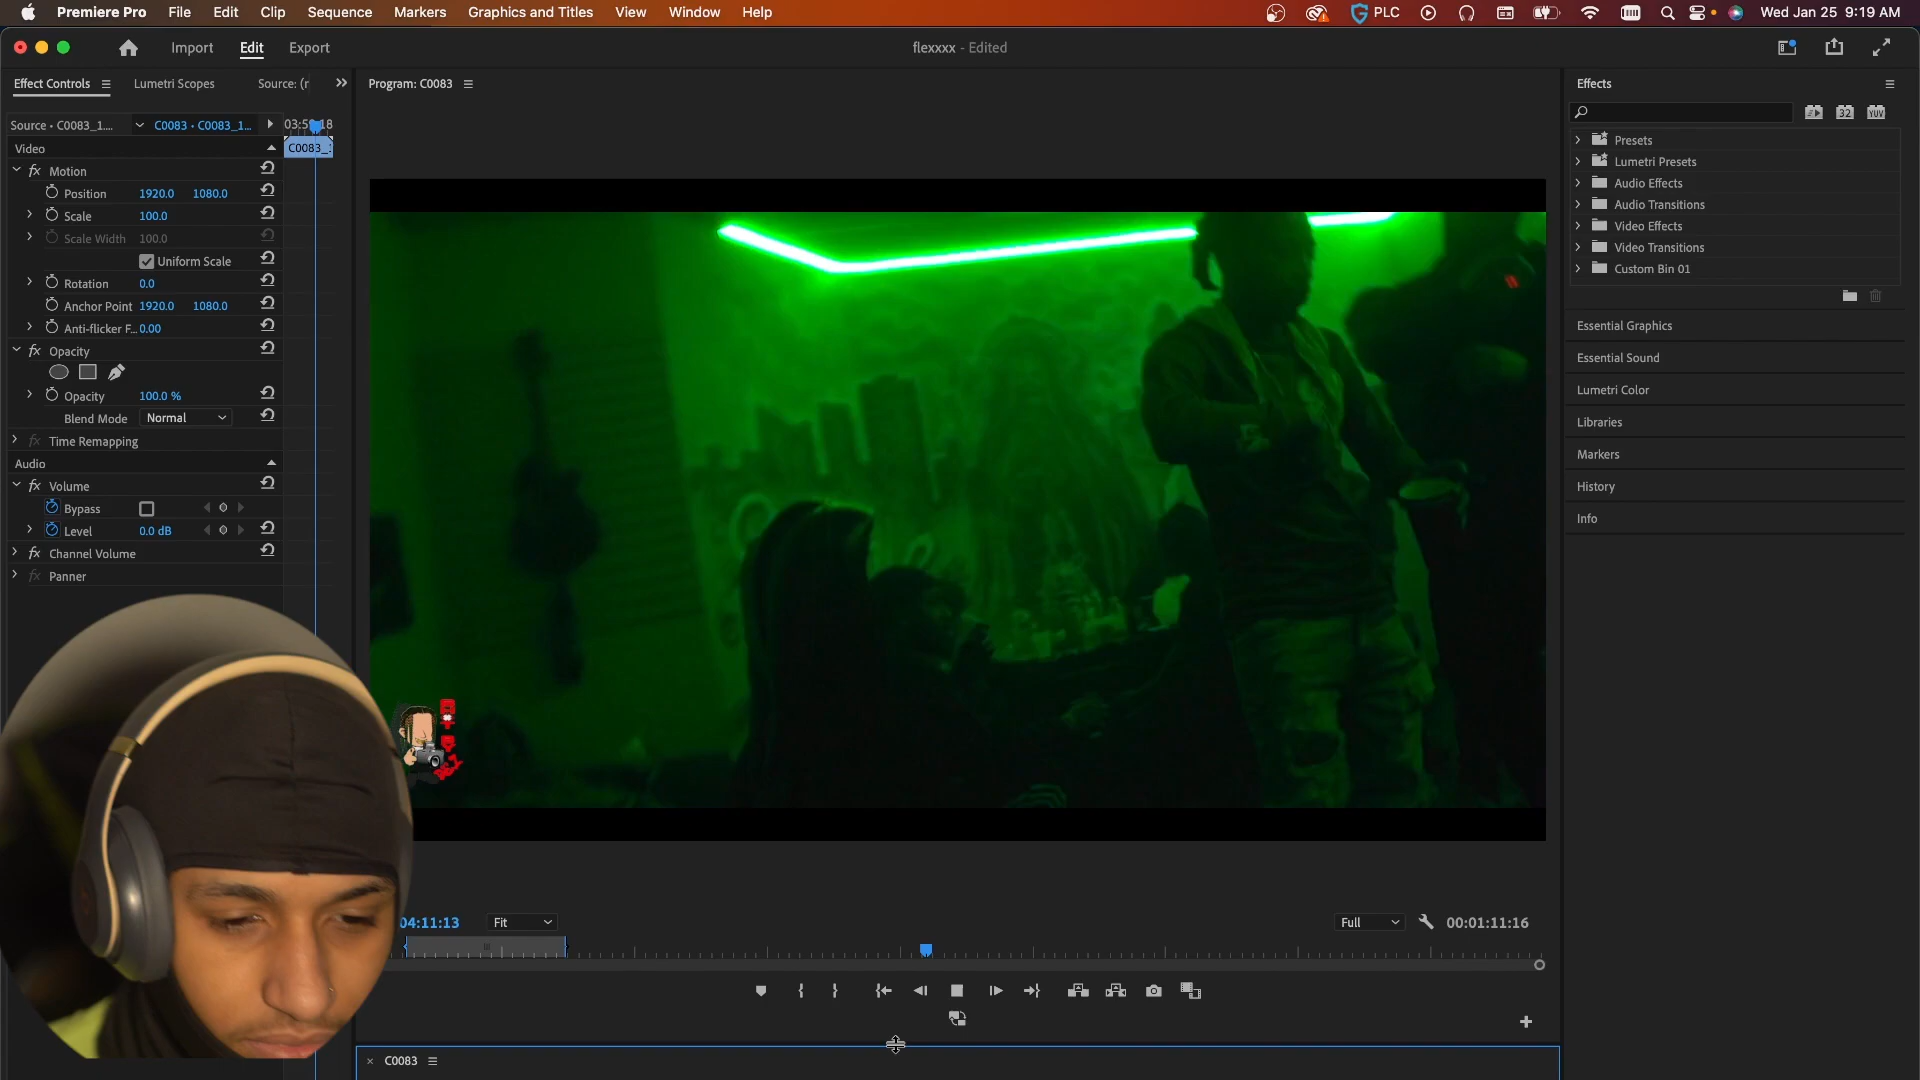 Premiere Pro File Edit Clip Sequence Markers Graphics and Titles View Window Help PLC Wed Jan 25 9:19 AM
Import Edit Export flexxxx - Edited
Effect Controls Lumetri Scopes Source: (r Program: C0083 Effects
Source • C0083_1.... C0083 • C0083_1... 
Video C0083_
Motion
Position 1920.0 1080.0
Scale 100.0
Scale Width 100.0
Uniform Scale
Rotation 0.0
Anchor Point 1920.0 1080.0
Anti-flicker F... 0.00
Opacity
Opacity 100.0 %
Blend Mode Normal
Time Remapping
Audio
Volume
Bypass
Level 0.0 dB
Channel Volume
Panner
32 YUV
Presets
Lumetri Presets
Audio Effects
Audio Transitions
Video Effects
Video Transitions
Custom Bin 01
Essential Graphics
Essential Sound
Lumetri Color
Libraries
Markers
History
Info
04:11:13 Fit Full 00:01:11:16
C0083